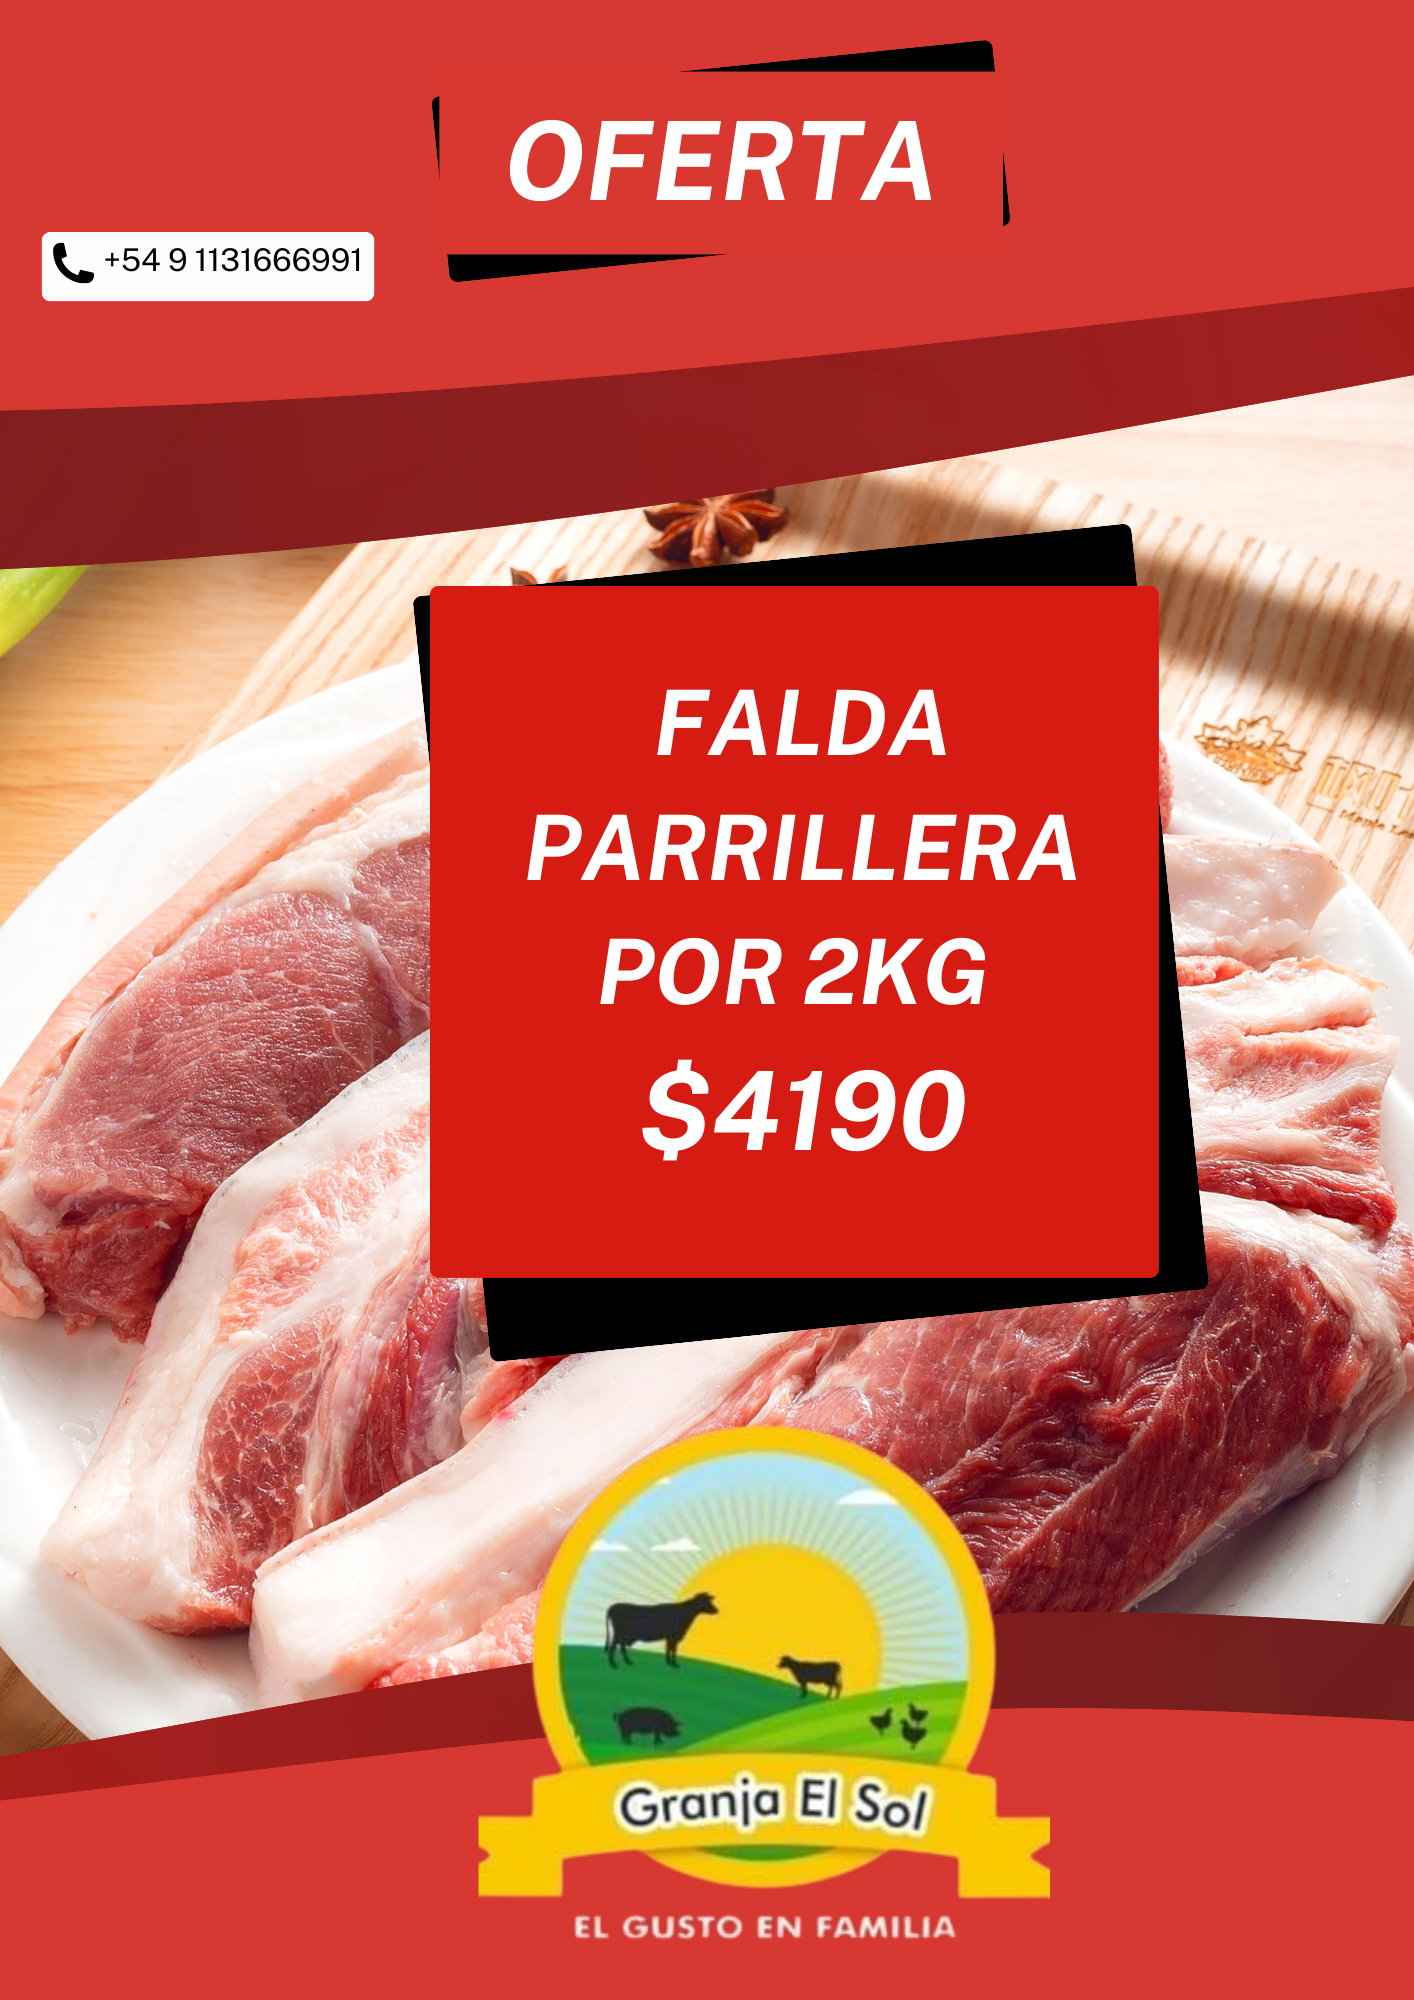 OFERTA
+54 9 1131666991
FALDA
PARRILLERA
POR 2KG
$4190
Granja El Sol
EL GUSTO EN FAMILIA